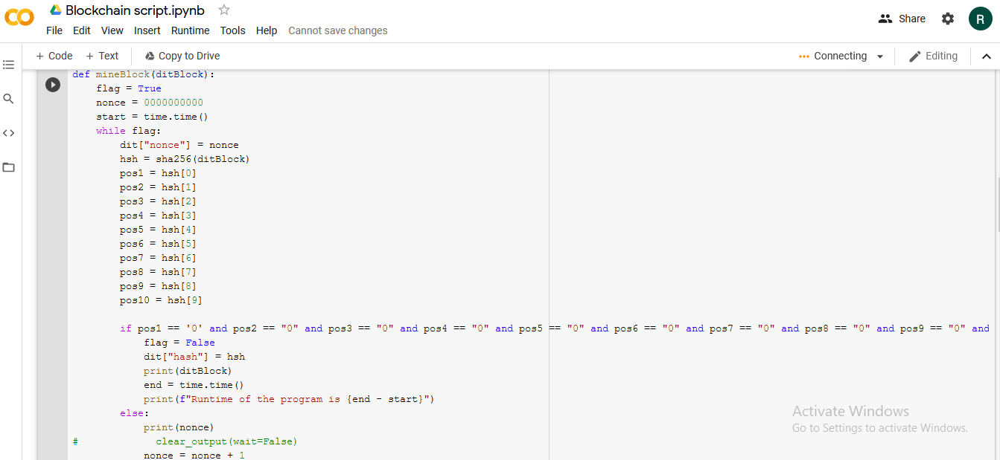 Blockchain script.ipynb
Share
R
File Edit View Insert Runtime Tools Help Cannot save changes
+ Code + Text Copy to Drive
Connecting
Editing
def mineBlock(ditBlock):
    flag = True
    nonce = 0000000000
    start = time.time()
    while flag:
        dit["nonce"] = nonce
        hsh = sha256(ditBlock)
        pos1 = hsh[0]
        pos2 = hsh[1]
        pos3 = hsh[2]
        pos4 = hsh[3]
        pos5 = hsh[4]
        pos6 = hsh[5]
        pos7 = hsh[6]
        pos8 = hsh[7]
        pos9 = hsh[8]
        pos10 = hsh[9]
        if pos1 == '0' and pos2 == "0" and pos3 == "0" and pos4 == "0" and pos5 == "0" and pos6 == "0" and pos7 == "0" and pos8 == "0" and pos9 == "0" and
            flag = False
            dit["hash"] = hsh
            print(ditBlock)
            end = time.time()
            print(f"Runtime of the program is {end - start}")
        else:
            print(nonce)
#             clear_output(wait=False)
            nonce = nonce + 1
Activate Windows
Go to Settings to activate Windows.